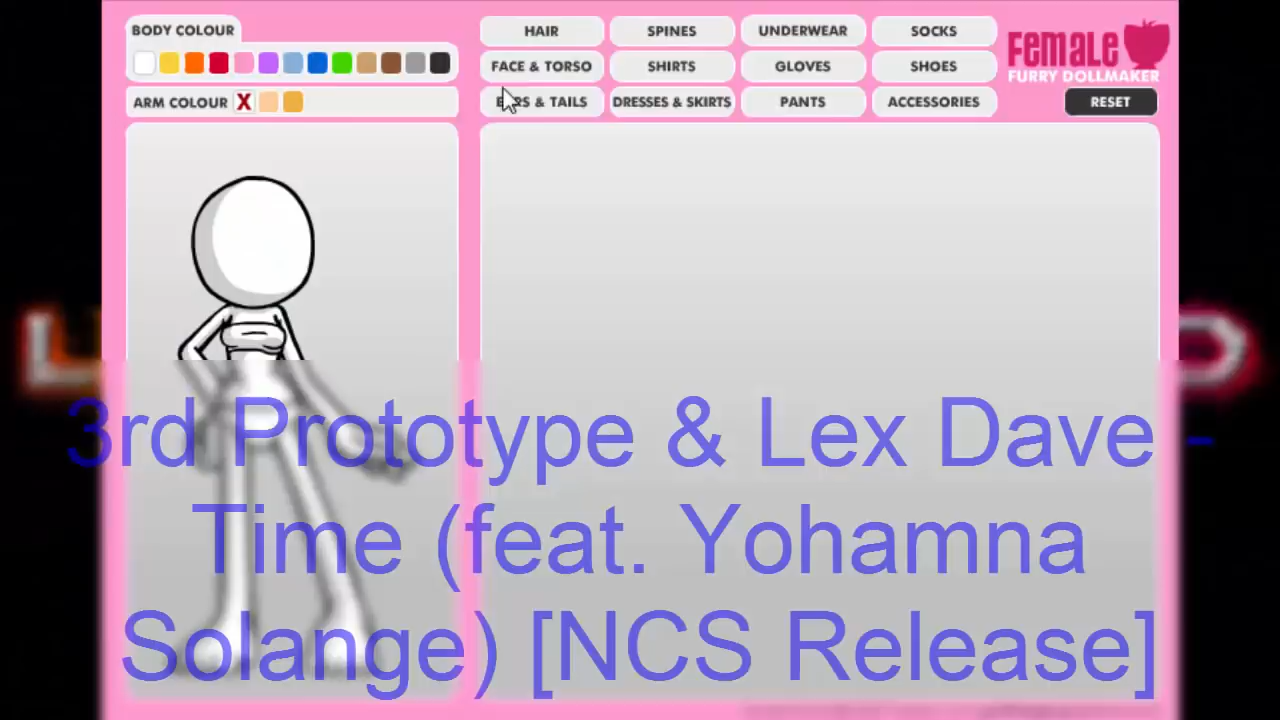 BODY COLOUR
ARM COLOUR X
HAIR SPINES UNDERWEAR SOCKS
FACE & TORSO SHIRTS GLOVES SHOES
& TAILS DRESSES & SKIRTS PANTS ACCESSORIES
FEMALE
FURRY DOLLMAKER
RESET
3rd Prototype & Lex Dave -
Time (feat. Yohamna
Solange) [NCS Release]